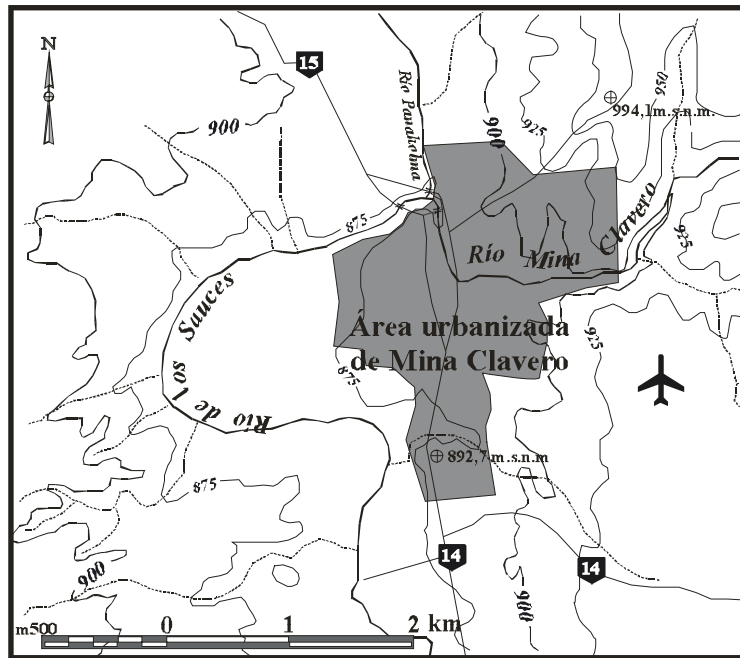 N
15
Río Panaholma
900
900
925
950
994,1m.s.n.m.
875
Río Mina Clavero
925
Río de los Sauces
Área urbanizada
de Mina Clavero
875
925
892,7m.s.n.m
875
14
14
900
900
m500 0 1 2 km